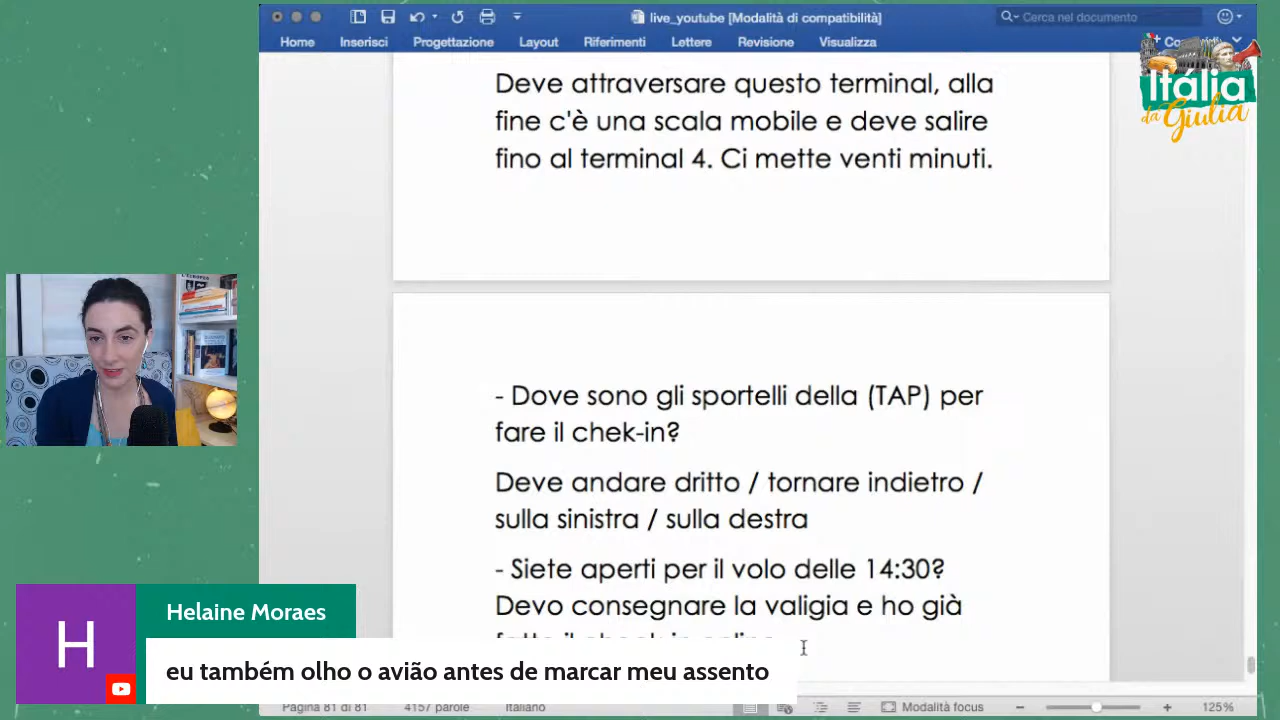 live_youtube [Modalità di compatibilità]
Cerca nel documento
Home Inserisci Progettazione Layout Riferimenti Lettere Revisione Visualizza
Itália
da Giulia
Deve attraversare questo terminal, alla
fine c'è una scala mobile e deve salire
fino al terminal 4. Ci mette venti minuti.
- Dove sono gli sportelli della (TAP) per
fare il chek-in?
Deve andare dritto / tornare indietro /
sulla sinistra / sulla destra
- Siete aperti per il volo delle 14:30?
Devo consegnare la valigia e ho già
Helaine Moraes
H
eu também olho o avião antes de marcar meu assento
Pagina 81 di 81 4157 parole Italiano Modalità focus 125%